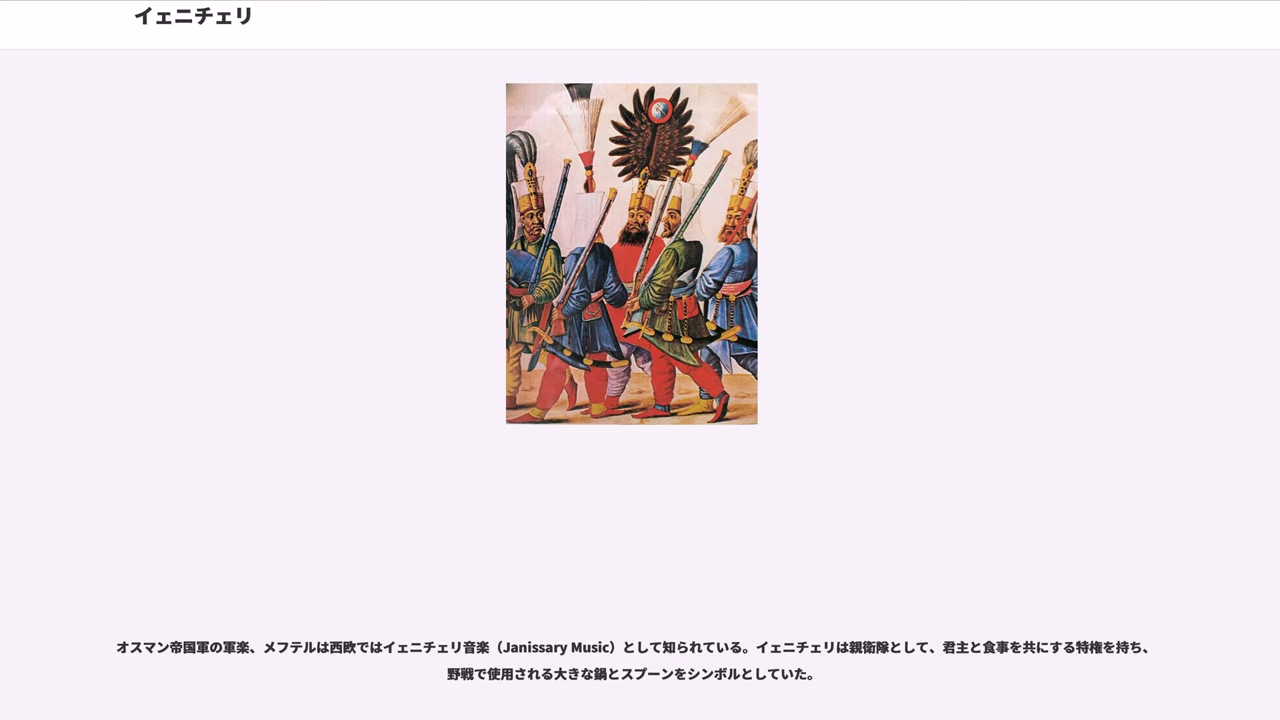 イェニチェリ
オスマン帝国軍の軍楽、メフテルは西欧ではイェニチェリ音楽（Janissary Music）として知られている。イェニチェリは親衛隊として、君主と食事を共にする特権を持ち、
野戦で使用される大きな鍋とスプーンをシンボルとしていた。